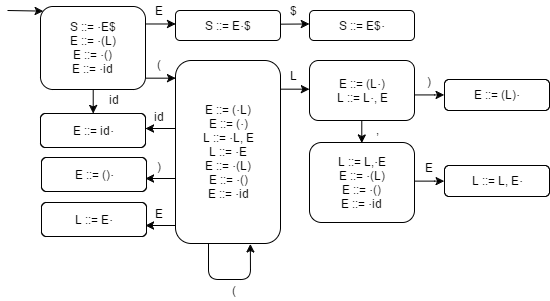 S ::= ·E$
E ::= ·(L)
E ::= ·()
E ::= ·id
E
S ::= E·$
$
S ::= E$·
(
id
E ::= id·
id
E ::= ()·
)
L ::= E·
E
E ::= (·L)
E ::= (·)
L ::= ·L, E
L ::= ·E
E ::= ·(L)
E ::= ·()
E ::= ·id
(
L
E ::= (L·)
L ::= L·, E
)
E ::= (L)·
,
L ::= L,·E
E ::= ·(L)
E ::= ·()
E ::= ·id
E
L ::= L, E·